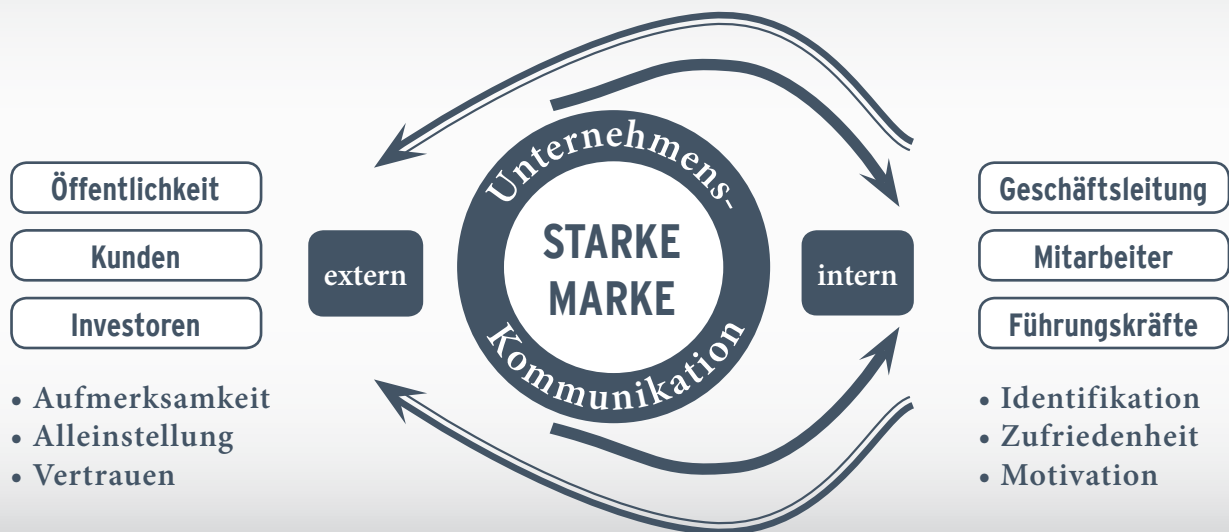 Öffentlichkeit
Kunden
Investoren
• Aufmerksamkeit
• Alleinstellung
• Vertrauen
extern
Unternehmens-
STARKE
MARKE
Kommunikation
intern
Geschäftsleitung
Mitarbeiter
Führungskräfte
• Identifikation
• Zufriedenheit
• Motivation